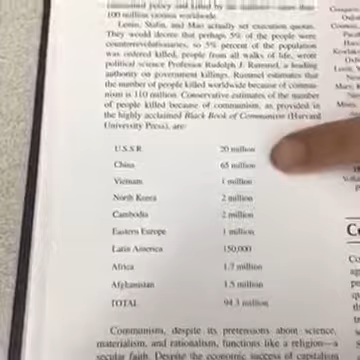 100 million victims worldwide.
Lenin, Stalin, and Mao actually set execution quotas.
They would decree that perhaps 5% of the people were
counterrevolutionaries, so 5% percent of the population
was ordered killed, people from all walks of life, wrote
political science Professor Rudolph J. Rummel, a leading
authority on government killings. Rummel estimates that
the number of people killed worldwide because of commu-
nism is 110 million. Conservative estimates of the number
of people killed because of communism, as provided in
the highly acclaimed Black Book of Communism (Harvard
University Press), are:
U.S.S.R. 20 million
China 65 million
Vietnam 1 million
North Korea 2 million
Cambodia 2 million
Eastern Europe 1 million
Latin America 150,000
Africa 1.7 million
Afghanistan 1.5 million
TOTAL 94.3 million
Communism, despite its pretensions about science,
materialism, and rationalism, functions like a religion—a
secular faith. Despite the economic success of capitalism